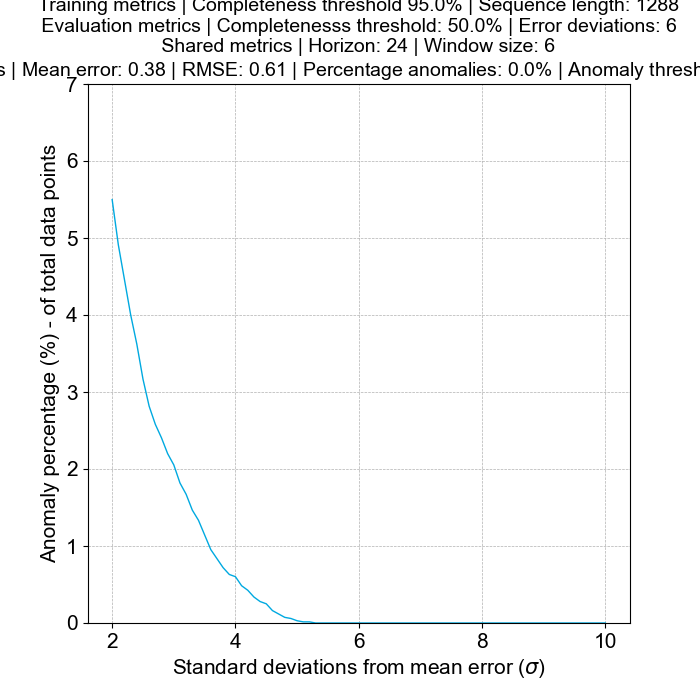 Training metrics | Completeness threshold 95.0% | Sequence length: 1288
Evaluation metrics | Completenesss threshold: 50.0% | Error deviations: 6
Shared metrics | Horizon: 24 | Window size: 6
s | Mean error: 0.38 | RMSE: 0.61 | Percentage anomalies: 0.0% | Anomaly thresh
7
6
5
4
3
2
1
0
Anomaly percentage (%) - of total data points
2 4 6 8 10
Standard deviations from mean error (σ)